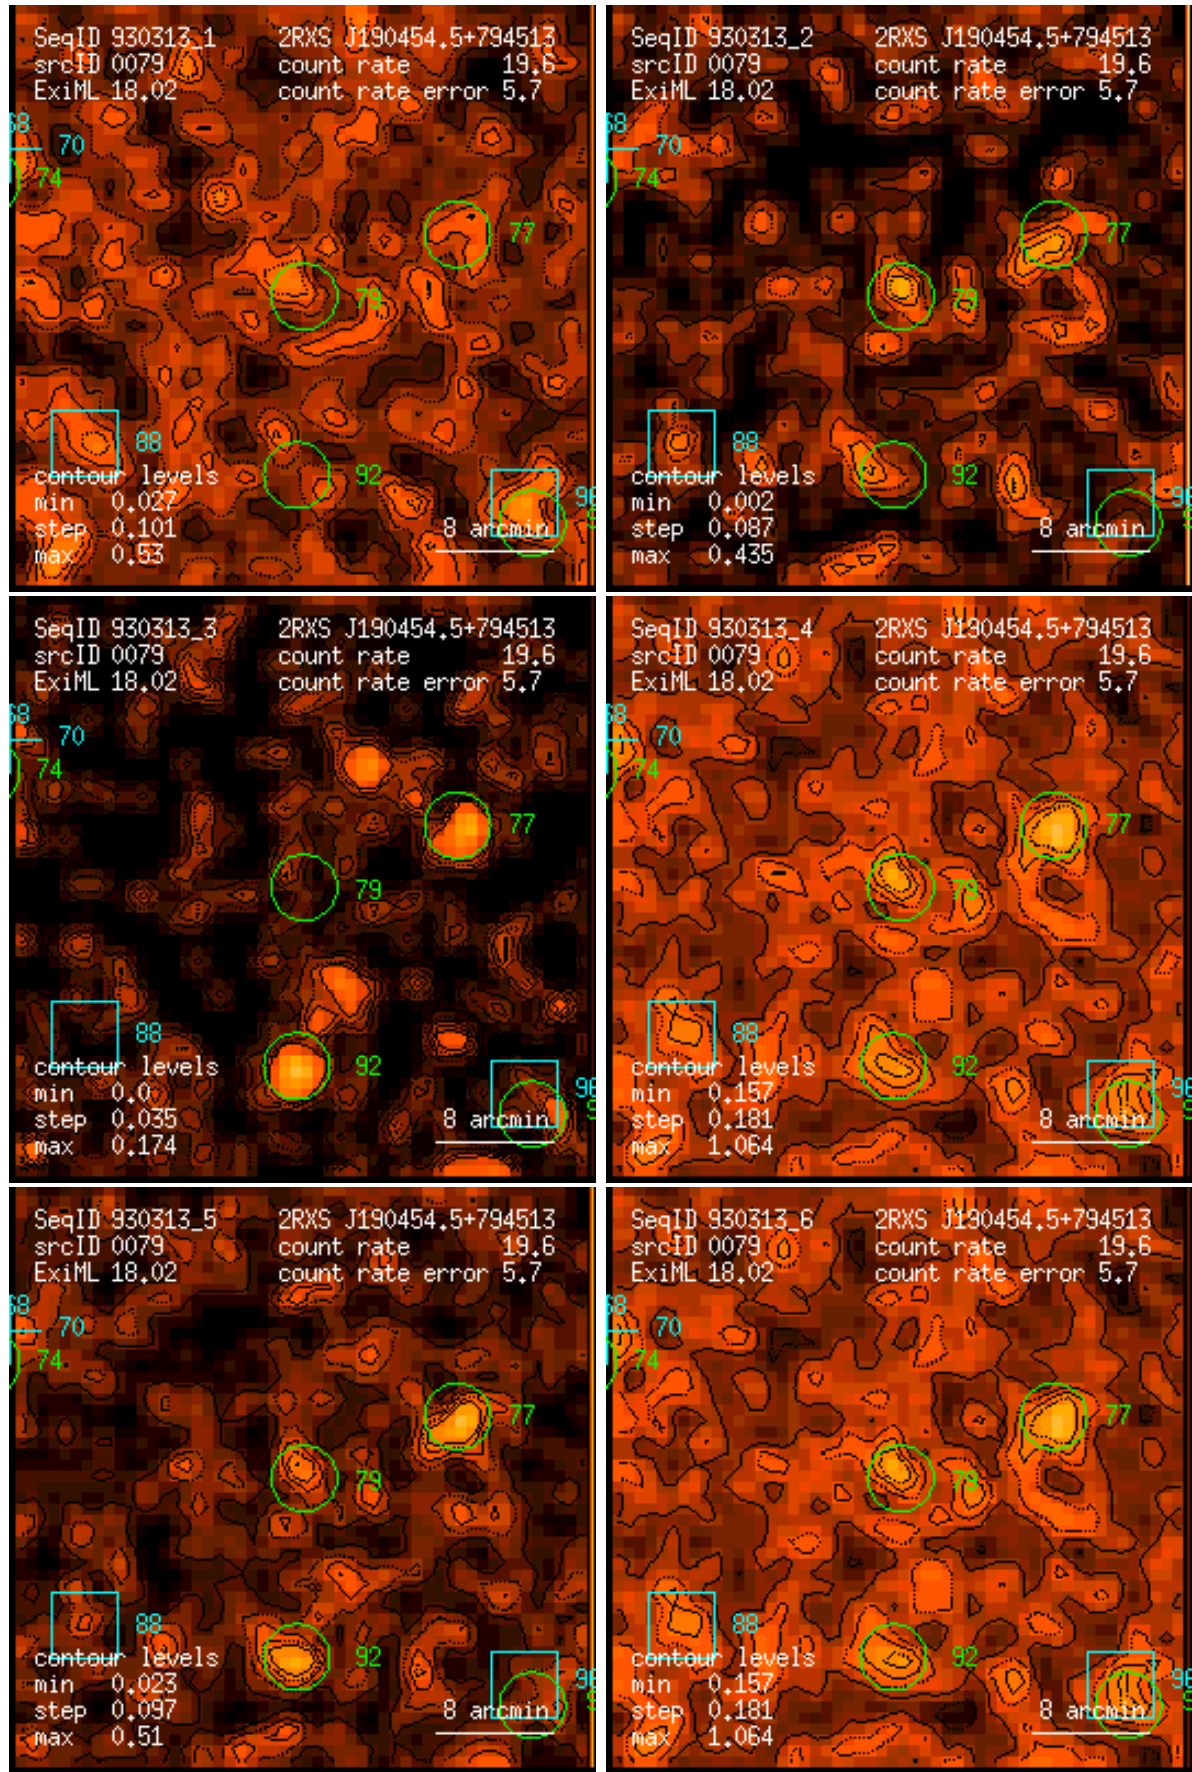 SeqID 930313_1 2RXS J190454.5+794513
srcID 0079 count rate 19.6
ExiML 18.02 count rate error 5.7
68
70
74
77
79
88
92
96
contour levels
min 0.027
step 0.101
max 0.53
8 arcmin
SeqID 930313_2 2RXS J190454.5+794513
srcID 0079 count rate 19.6
ExiML 18.02 count rate error 5.7
68
70
74
77
79
88
92
96
contour levels
min 0.002
step 0.087
max 0.435
8 arcmin
SeqID 930313_3 2RXS J190454.5+794513
srcID 0079 count rate 19.6
ExiML 18.02 count rate error 5.7
68
70
74
77
79
88
92
96
contour levels
min 0.0
step 0.035
max 0.174
8 arcmin
SeqID 930313_4 2RXS J190454.5+794513
srcID 0079 count rate 19.6
ExiML 18.02 count rate error 5.7
68
70
74
77
79
88
92
96
contour levels
min 0.157
step 0.181
max 1.064
8 arcmin
SeqID 930313_5 2RXS J190454.5+794513
srcID 0079 count rate 19.6
ExiML 18.02 count rate error 5.7
68
70
74
77
79
88
92
96
contour levels
min 0.023
step 0.097
max 0.51
8 arcmin
SeqID 930313_6 2RXS J190454.5+794513
srcID 0079 count rate 19.6
ExiML 18.02 count rate error 5.7
68
70
74
77
79
88
92
96
contour levels
min 0.157
step 0.181
max 1.064
8 arcmin